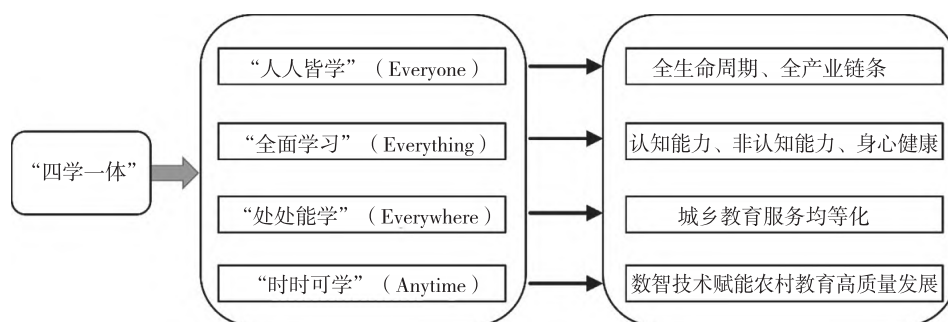 “四学一体”
“人人皆学”（Everyone）
全生命周期、全产业链条
“全面学习”（Everything）
认知能力、非认知能力、身心健康
“处处能学”（Everywhere）
城乡教育服务均等化
“时时可学”（Anytime）
数智技术赋能农村教育高质量发展